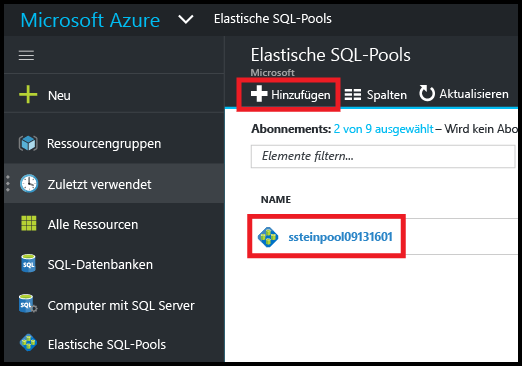 Microsoft Azure Elastische SQL-Pools
Neu
Ressourcengruppen
Zuletzt verwendet
Alle Ressourcen
SQL-Datenbanken
Computer mit SQL Server
Elastische SQL-Pools
Elastische SQL-Pools
Microsoft
Hinzufügen Spalten Aktualisieren
Abonnements: 2 von 9 ausgewählt – Wird kein Abo
Elemente filtern...
NAME
ssteinpool09131601